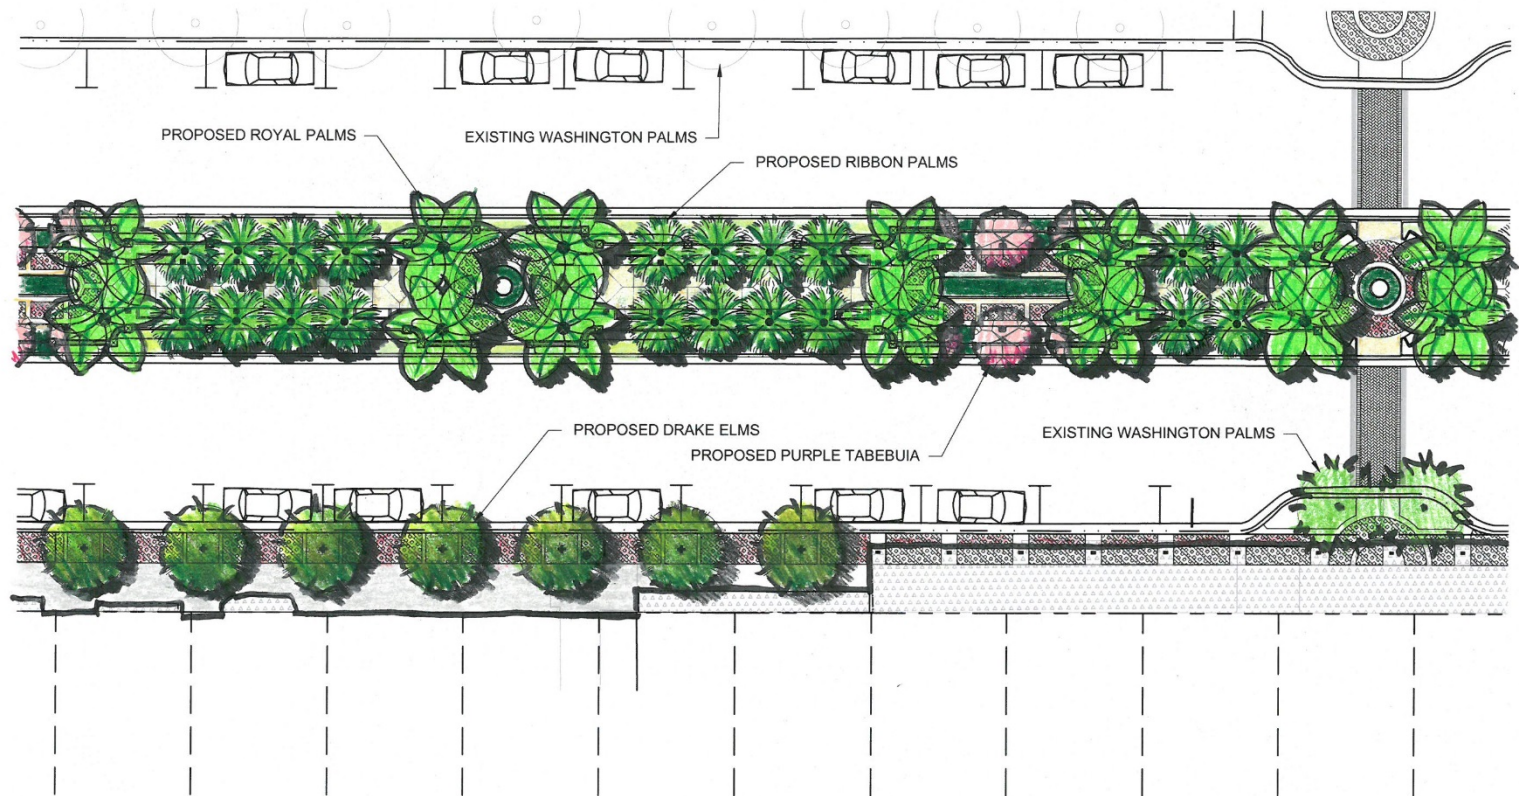 PROPOSED ROYAL PALMS
EXISTING WASHINGTON PALMS
PROPOSED RIBBON PALMS
PROPOSED DRAKE ELMS
PROPOSED PURPLE TABEBUIA
EXISTING WASHINGTON PALMS